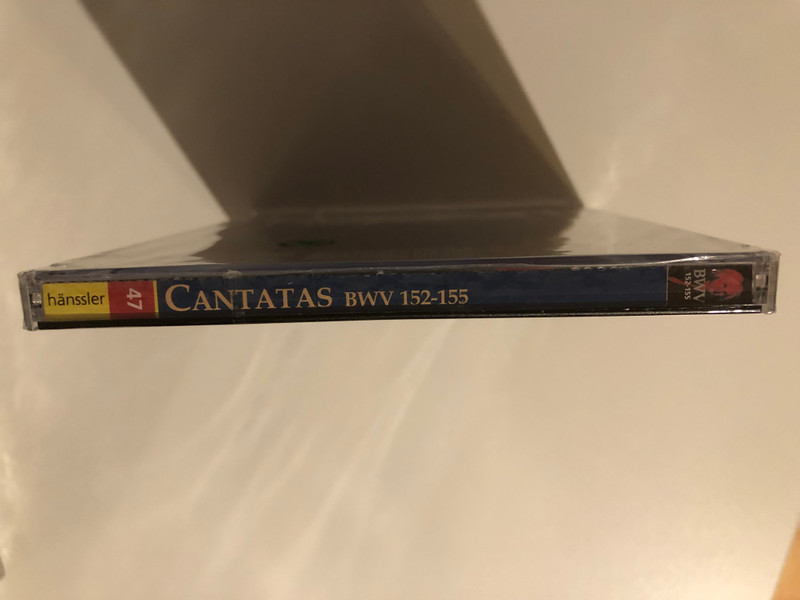 hänssler
47
CANTATAS BWV 152-155
BWV
152-155